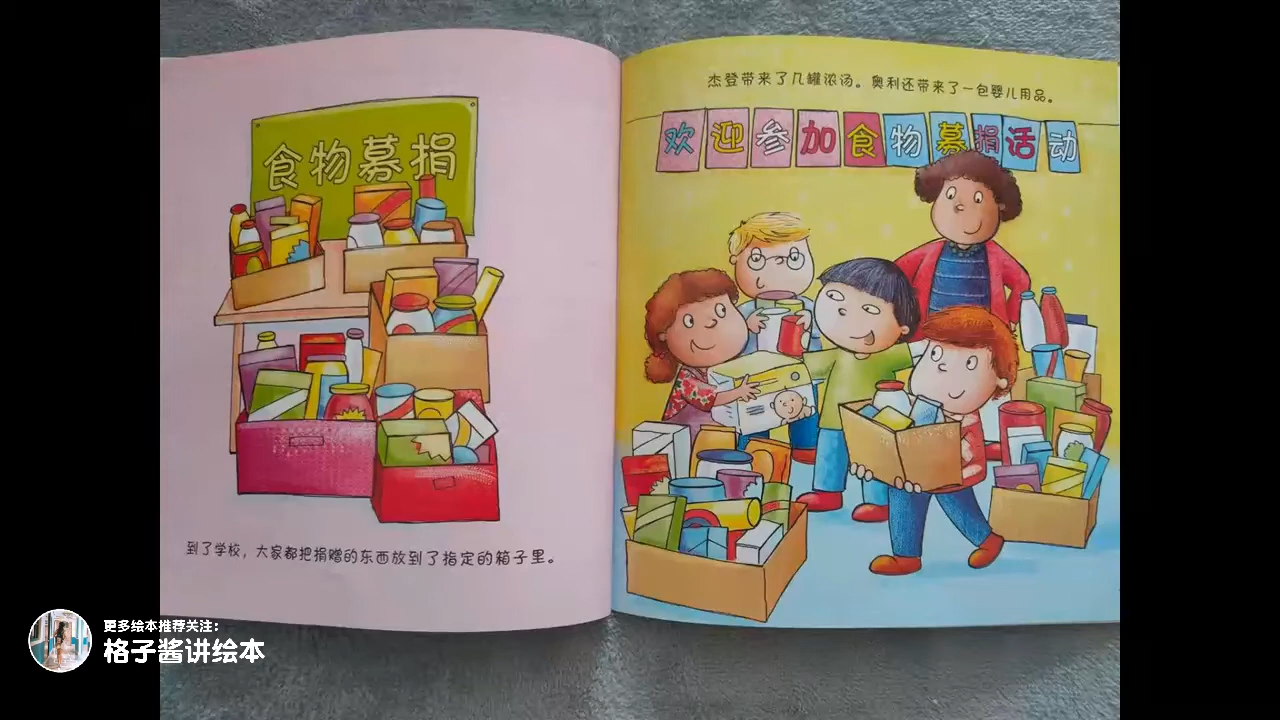 食物募捐
到了学校，大家都把捐赠的东西放到了指定的箱子里。
杰登带来了几罐浓汤。奥利还带来了一包婴儿用品。
欢迎参加食物募捐活动
更多绘本推荐关注：
格子酱讲绘本